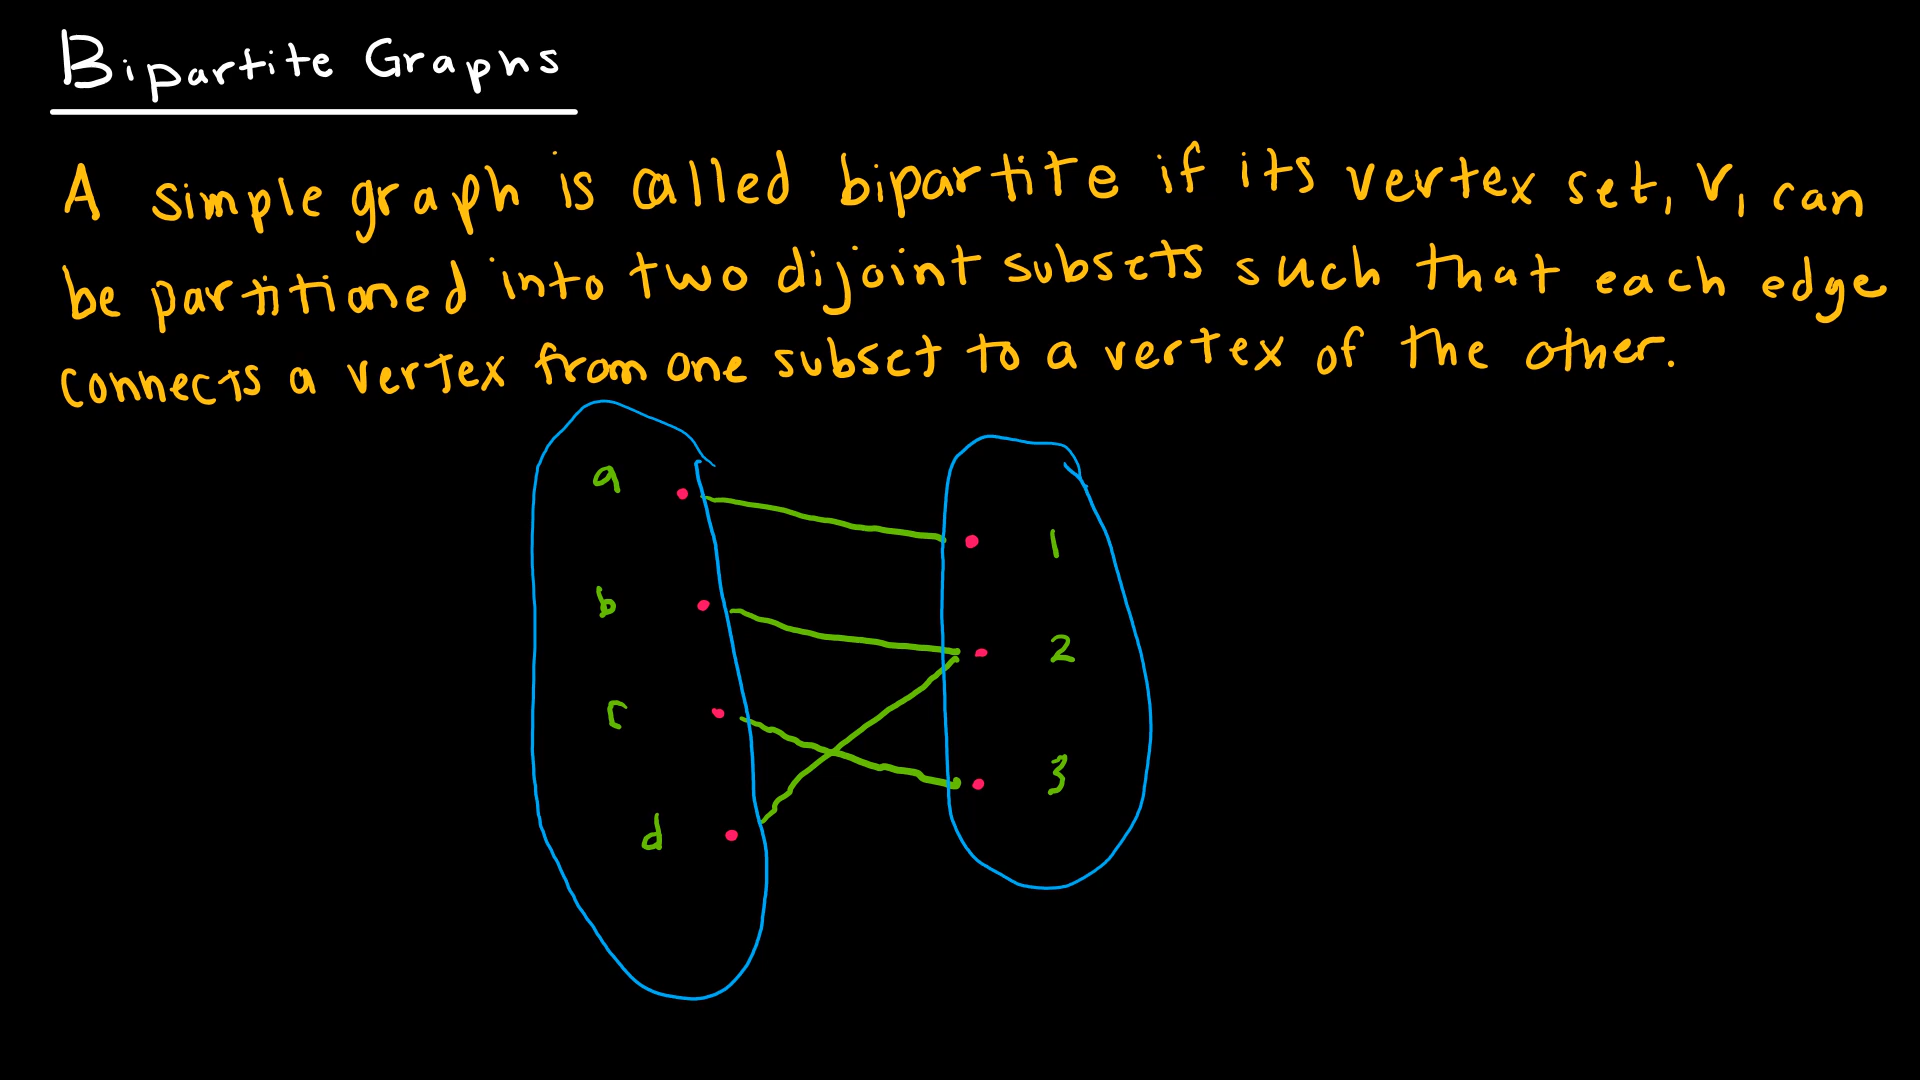 Bipartite Graphs
A simple graph is called bipartite if its vertex set, V, can
be partitioned into two dijoint subsets such that each edge
connects a vertex from one subset to a vertex of the other.
a
1
b
2
c
3
d